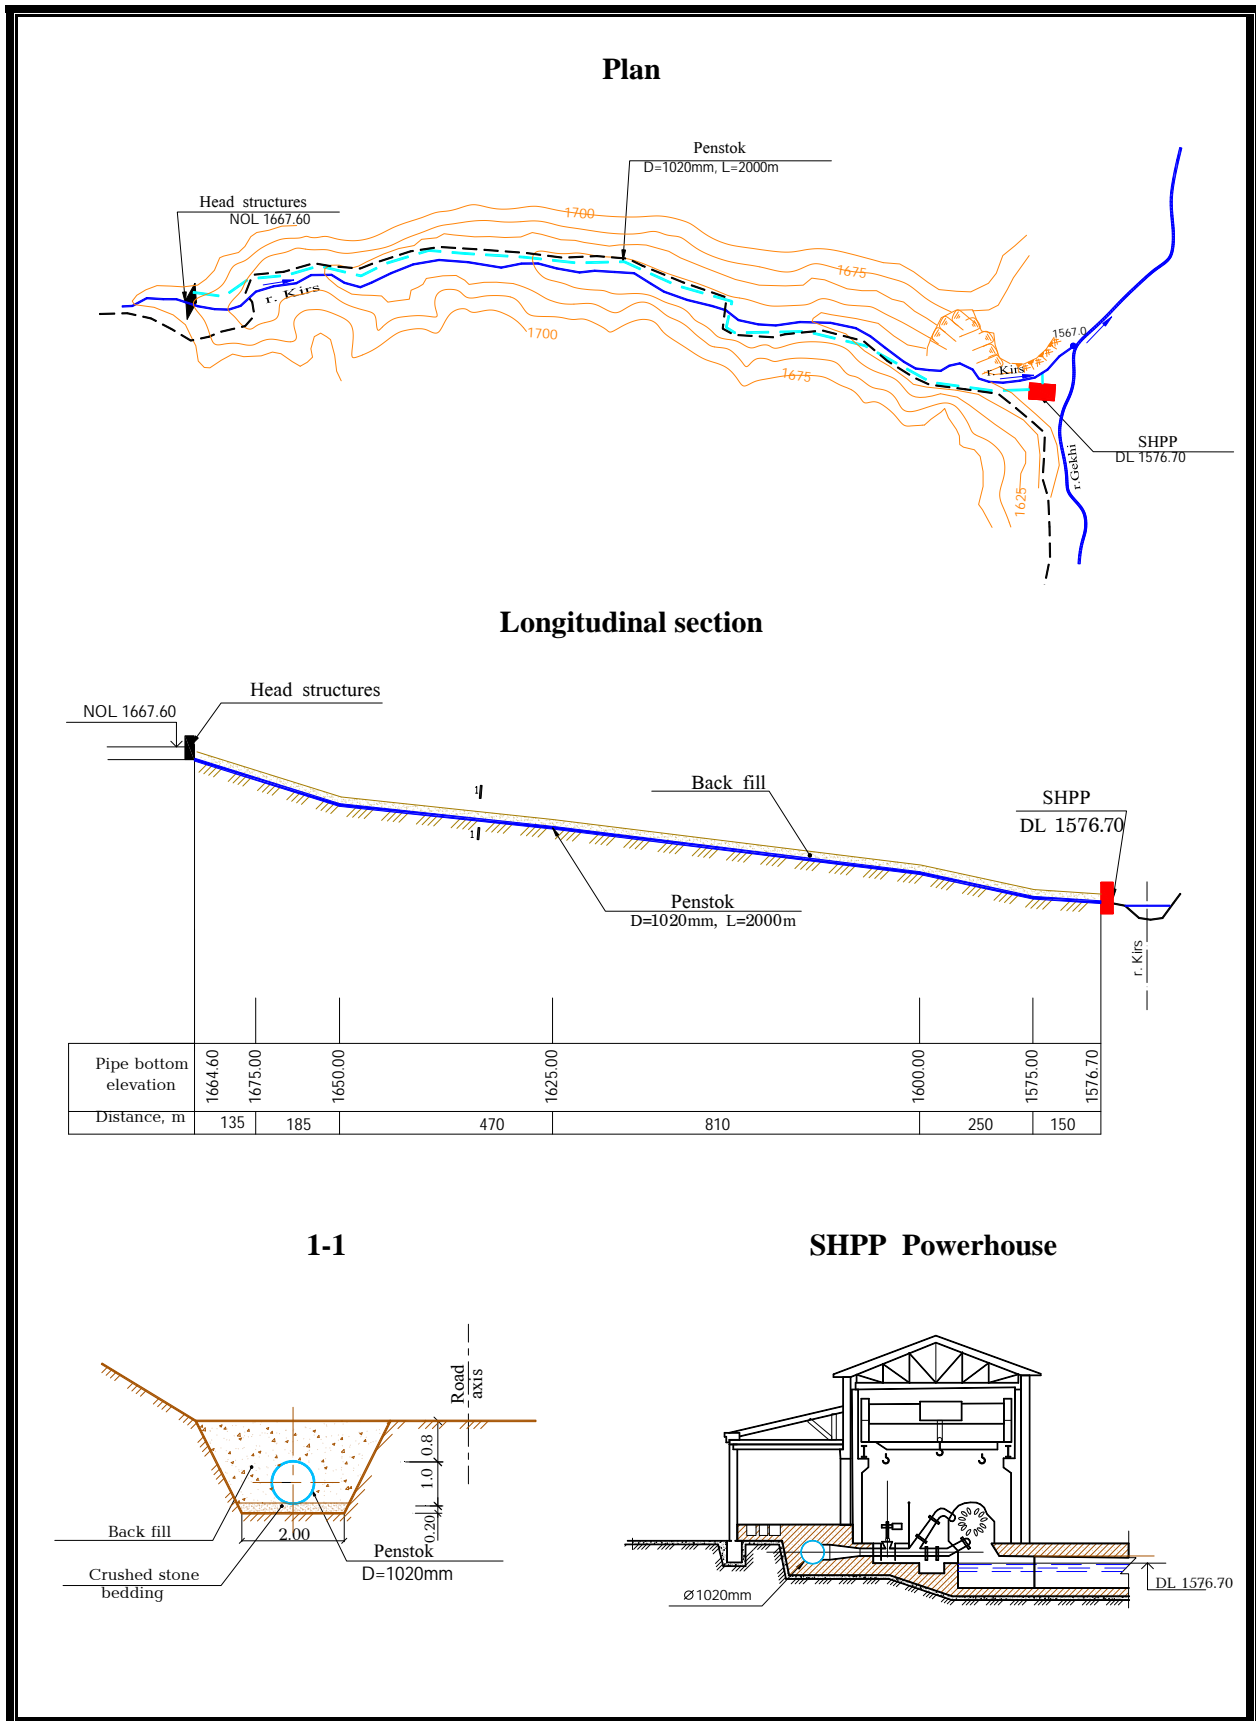 Plan
Penstok
D=1020mm, L=2000m
Head structures
NOL 1667.60
1700
1675
r. Kirs
1700
1675
1567.0
r. Kirs
SHPP
DL 1576.70
r.Gekhi
1625
Longitudinal section
Head structures
NOL 1667.60
Back fill
1
1
SHPP
DL 1576.70
Penstok
D=1020mm, L=2000m
r. Kirs
Pipe bottom
elevation
1664.60
1675.00
1650.00
1625.00
1600.00
1575.00
1576.70
Distance, m
135
185
470
810
250
150
1-1
SHPP Powerhouse
Road
axis
0.8
1.0
0.20
2.00
Back fill
Penstok
D=1020mm
Crushed stone
bedding
Ø1020mm
DL 1576.70